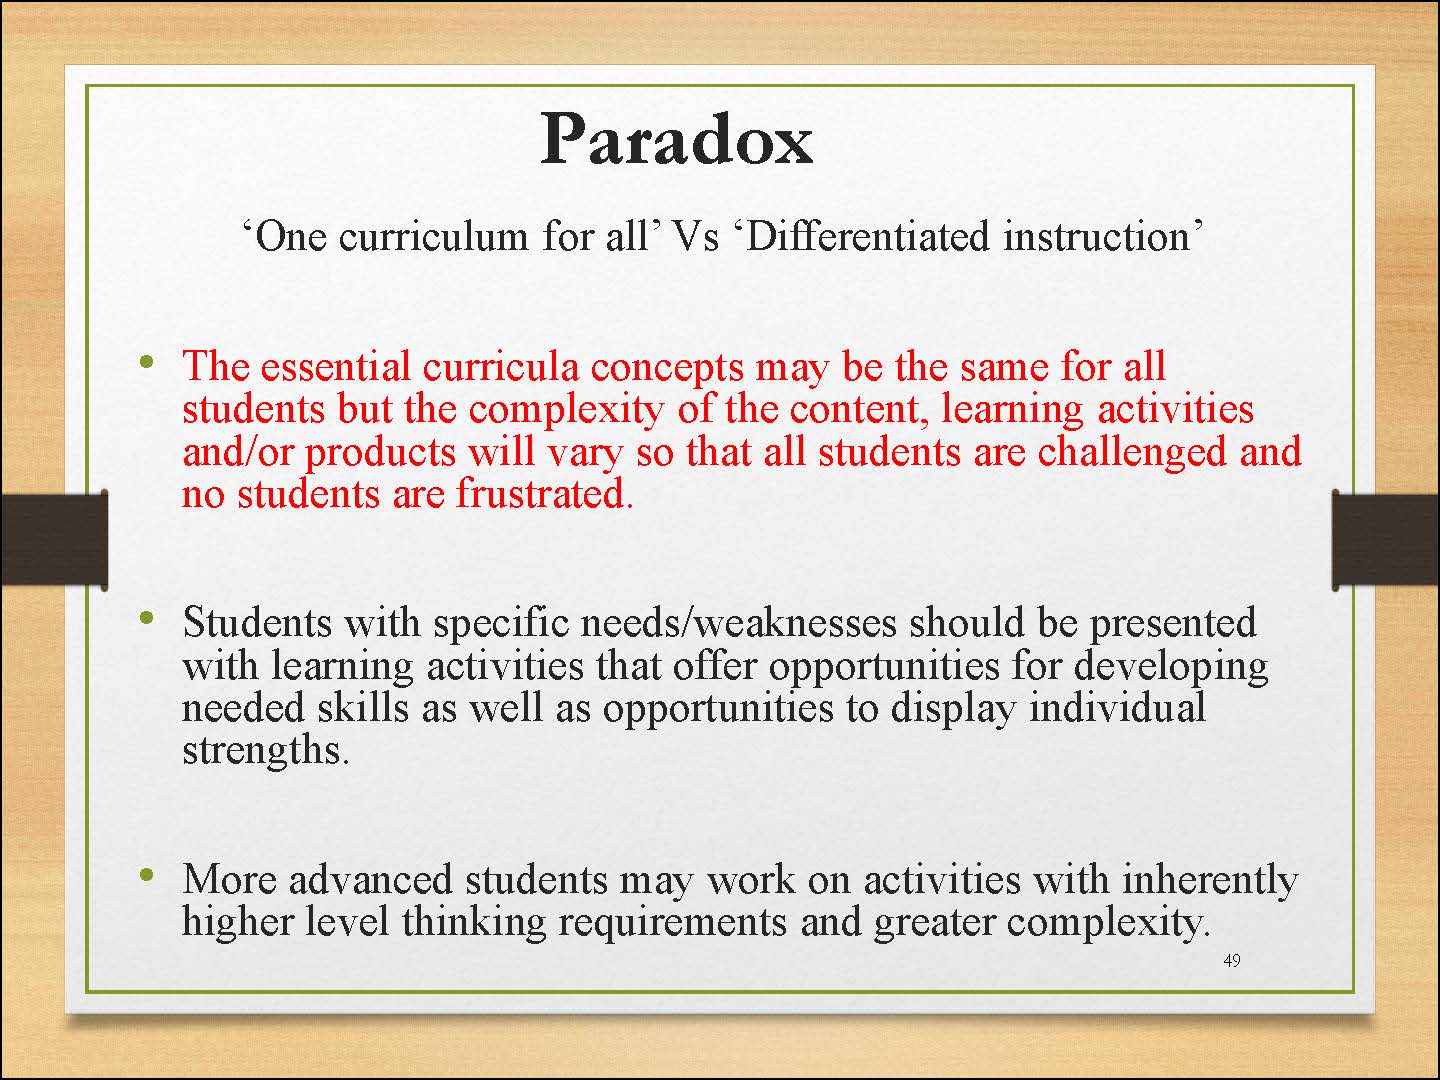 Paradox
‘One curriculum for all’ Vs ‘Differentiated instruction’
• The essential curricula concepts may be the same for all
students but the complexity of the content, learning activities
and/or products will vary so that all students are challenged and
no students are frustrated.
• Students with specific needs/weaknesses should be presented
with learning activities that offer opportunities for developing
needed skills as well as opportunities to display individual
strengths.
• More advanced students may work on activities with inherently
higher level thinking requirements and greater complexity.
49